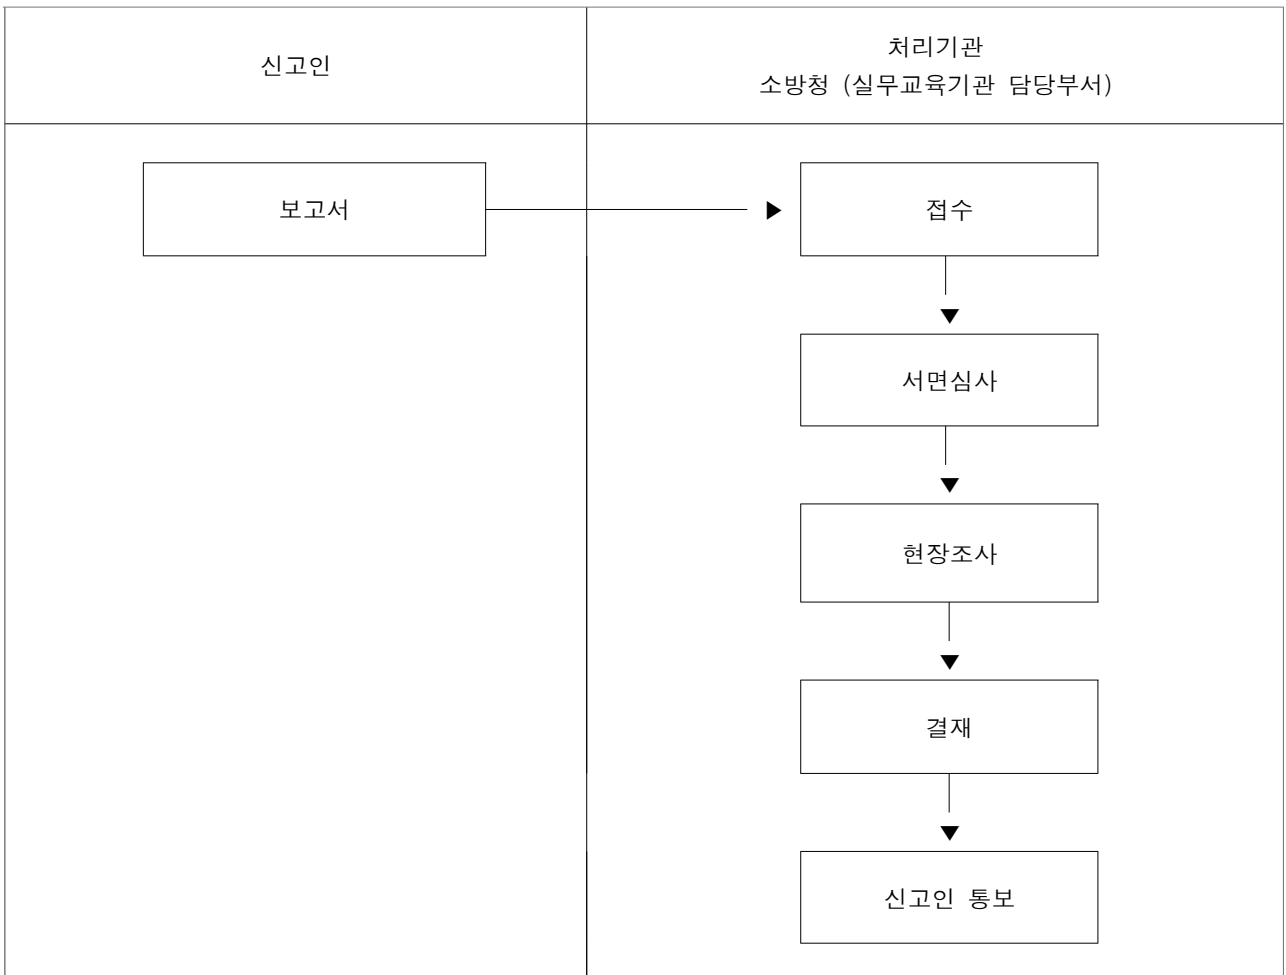 신고인
처리기관
소방청 (실무교육기관 담당부서)
보고서
접수
서면심사
현장조사
결재
신고인 통보